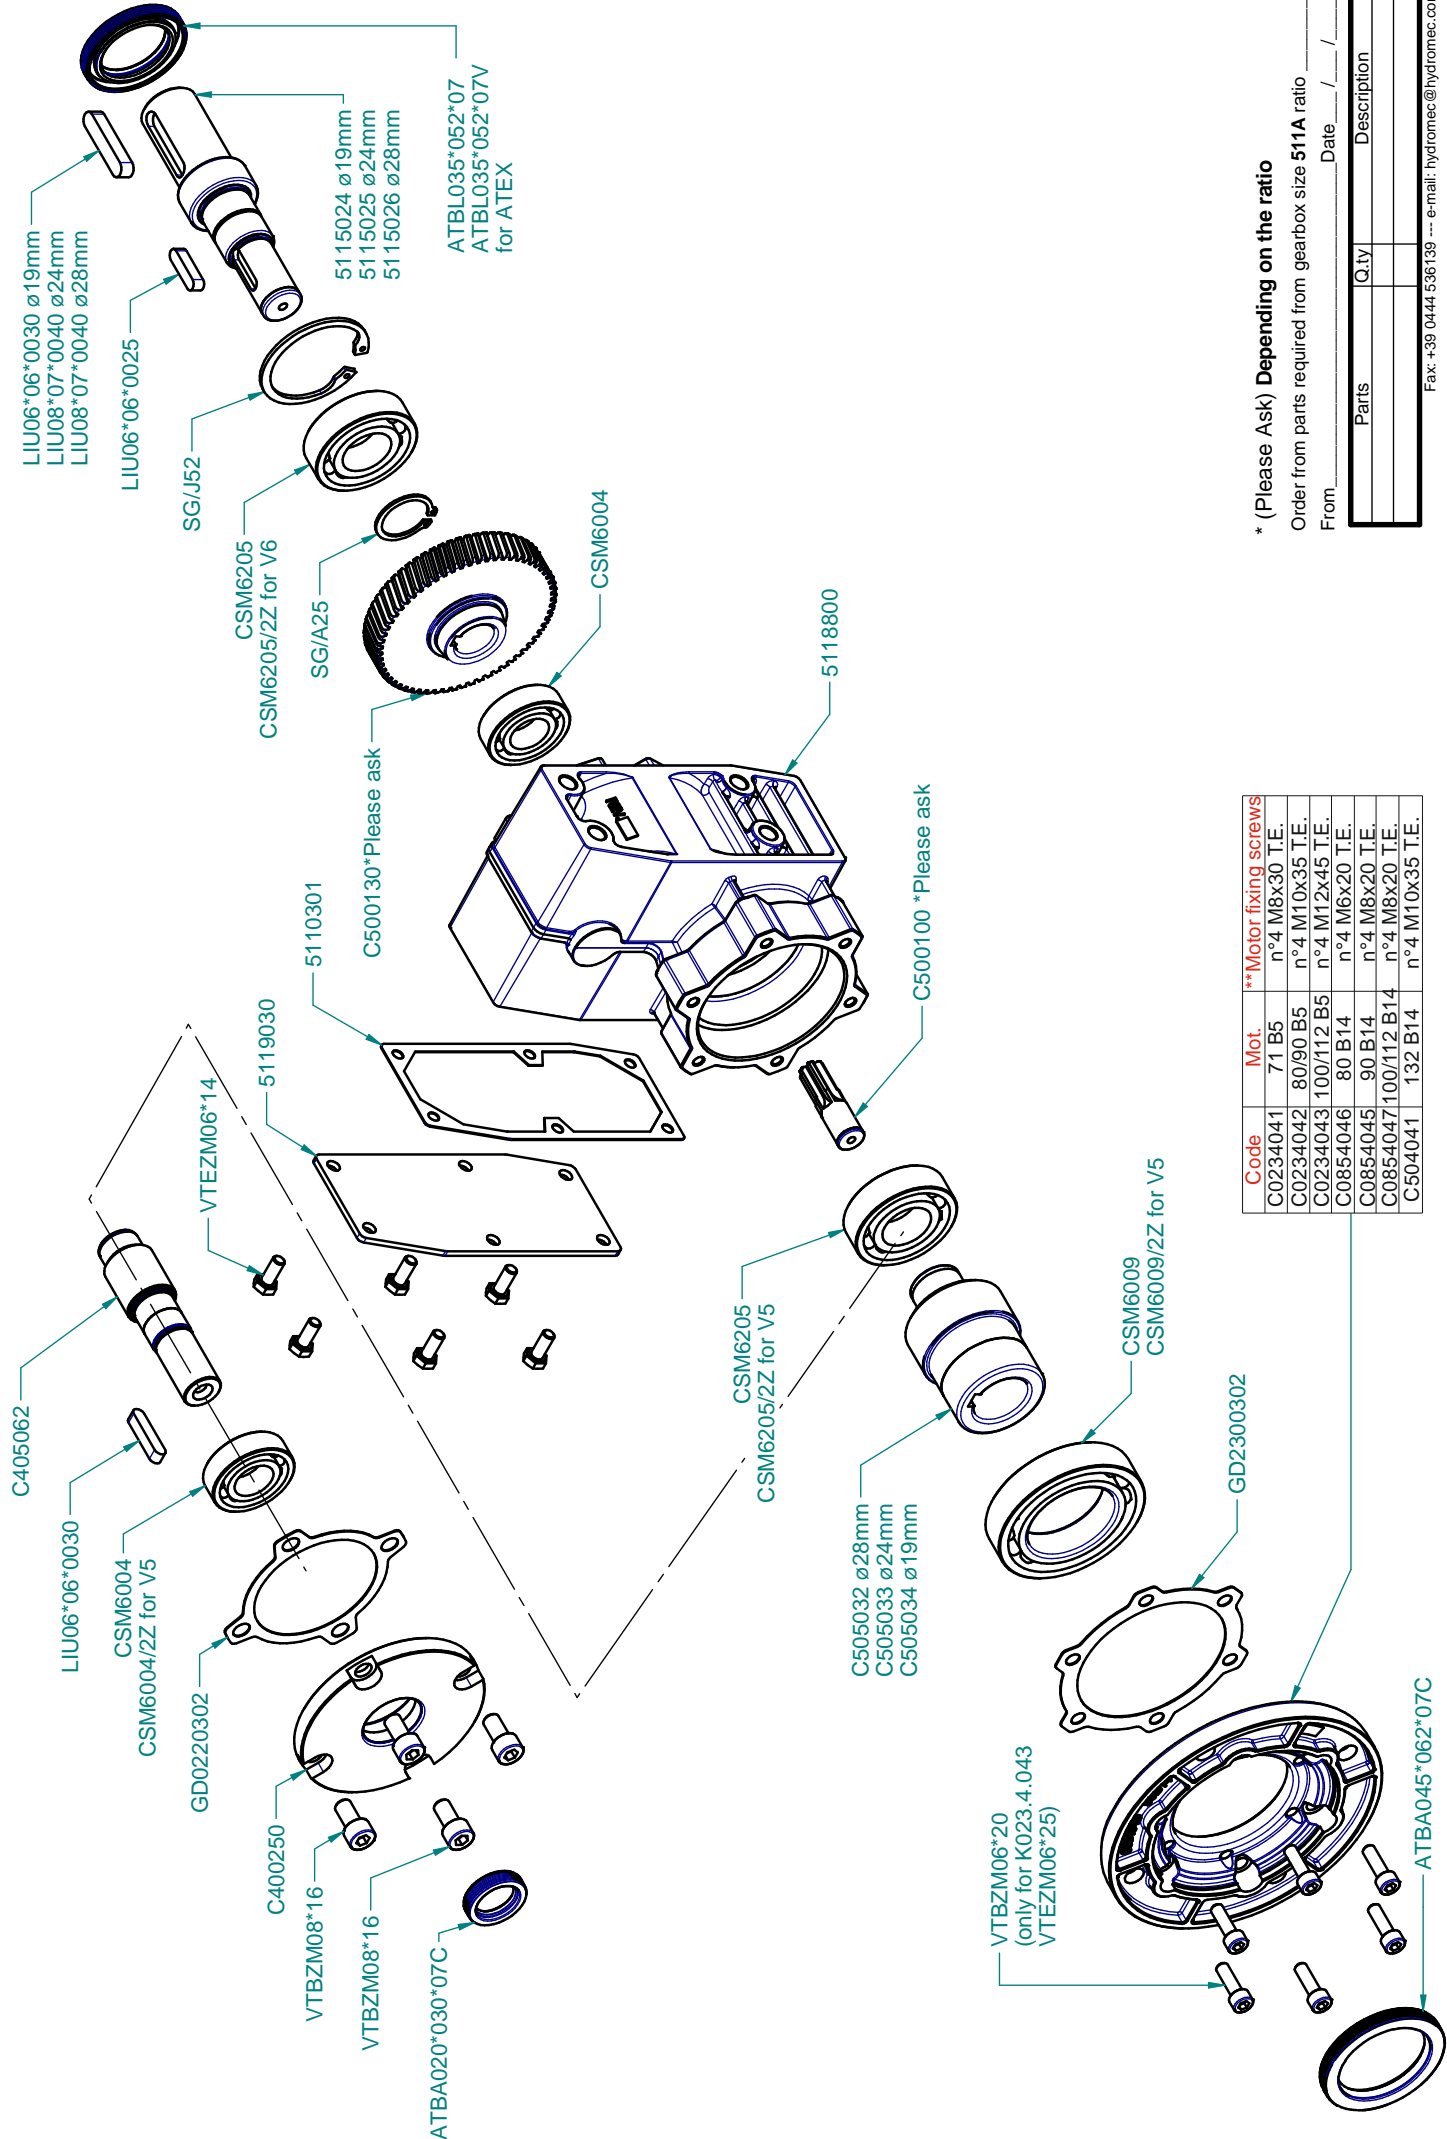 LIU06*06*0030 ø19mm
LIU08*07*0040 ø24mm
LIU08*07*0040 ø28mm
LIU06*06*0025
SG/J52
CSM6205
CSM6205/2Z for V6
SG/A25
C500130*Please ask
CSM6004
5115024 ø19mm
5115025 ø24mm
5115026 ø28mm
ATBL035*052*07
ATBL035*052*07V
for ATEX
5118800
C500100 *Please ask
5110301
5119030
VTEZM06*14
C405062
LIU06*06*0030
CSM6004
CSM6004/2Z for V5
GD0220302
C400250
VTBZM08*16
VTBZM08*16
ATBA020*030*07C
CSM6205
CSM6205/2Z for V5
C505032 ø28mm
C505033 ø24mm
C505034 ø19mm
CSM6009
CSM6009/2Z for V5
GD2300302
VTBZM06*20
(only for K023.4.043
VTEZM06*25)
ATBA045*062*07C
Code Mot. **Motor fixing screws
C0234041 71 B5 n°4 M8x30 T.E.
C0234042 80/90 B5 n°4 M10x35 T.E.
C0234043 100/112 B5 n°4 M12x45 T.E.
C0854046 80 B14 n°4 M6x20 T.E.
C0854045 90 B14 n°4 M8x20 T.E.
C0854047 100/112 B14 n°4 M8x20 T.E.
C504041 132 B14 n°4 M10x35 T.E.
* (Please Ask) Depending on the ratio
Order from parts required from gearbox size 511A ratio
From Date / /
Parts Q.ty Description
Fax: +39 0444 536139 --- e-mail: hydromec@hydromec.com